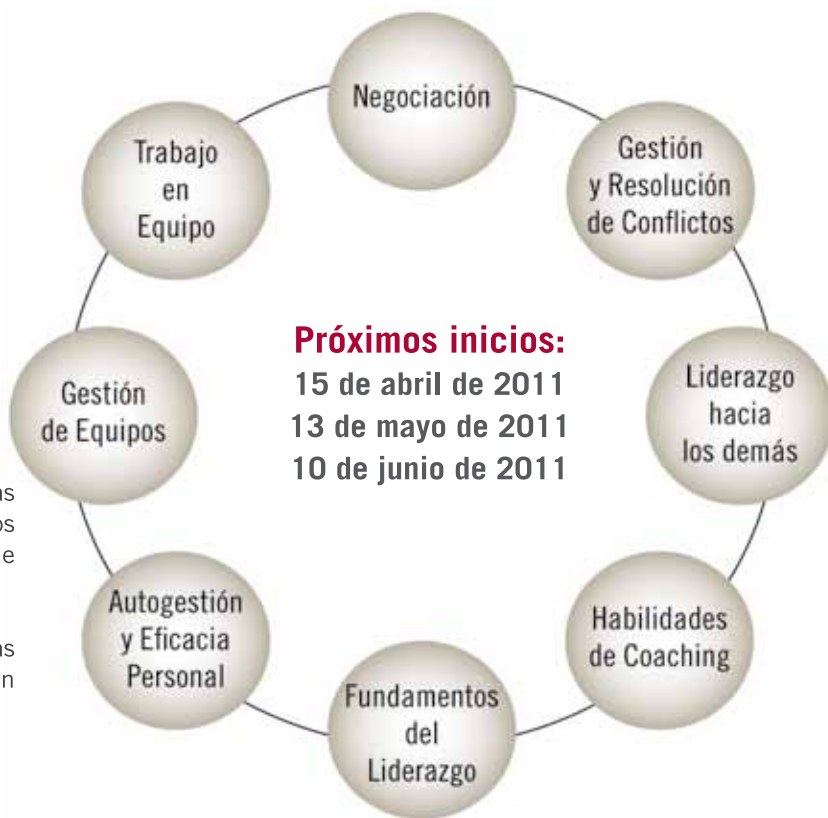 Negociación
Gestión
y Resolución
de Conflictos
Liderazgo
hacia
los demás
Habilidades
de Coaching
Fundamentos
del
Liderazgo
Autogestión
y Eficacia
Personal
Gestión
de Equipos
Trabajo
en
Equipo
Próximos inicios:
15 de abril de 2011
13 de mayo de 2011
10 de junio de 2011